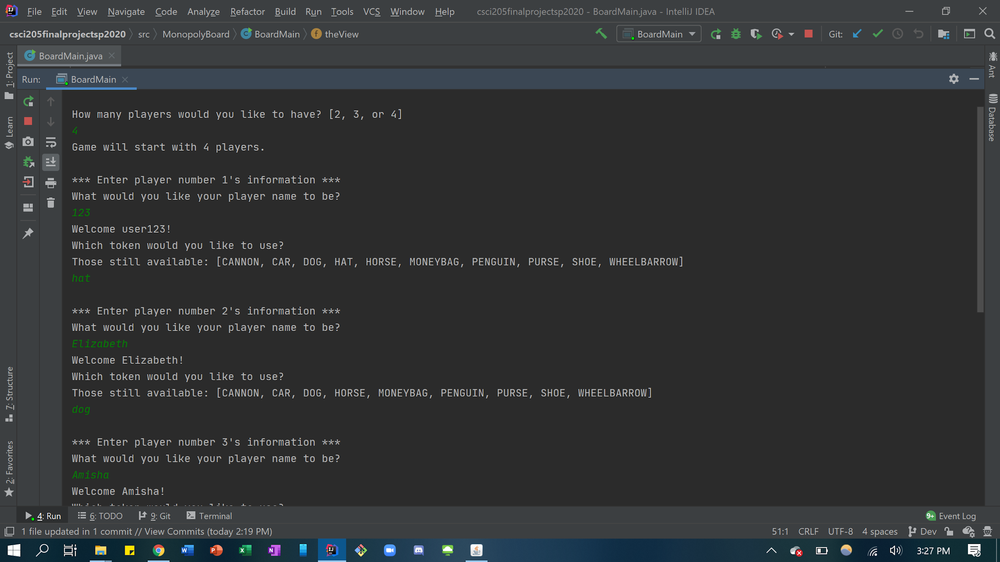 File Edit View Navigate Code Analyze Refactor Build Run Tools VCS Window Help csci205finalprojectsp2020 - BoardMain.java - IntelliJ IDEA
csci205finalprojectsp2020 src MonopolyBoard BoardMain theView BoardMain Git:
BoardMain.java
Run: BoardMain
1: Project
Learn
7: Structure
2: Favorites
Ant
Database
How many players would you like to have? [2, 3, or 4]
4
Game will start with 4 players.
*** Enter player number 1's information ***
What would you like your player name to be?
123
Welcome user123!
Which token would you like to use?
Those still available: [CANNON, CAR, DOG, HAT, HORSE, MONEYBAG, PENGUIN, PURSE, SHOE, WHEELBARROW]
hat
*** Enter player number 2's information ***
What would you like your player name to be?
Elizabeth
Welcome Elizabeth!
Which token would you like to use?
Those still available: [CANNON, CAR, DOG, HORSE, MONEYBAG, PENGUIN, PURSE, SHOE, WHEELBARROW]
dog
*** Enter player number 3's information ***
What would you like your player name to be?
Amisha
Welcome Amisha!
Which token would you like to use?
4: Run 6: TODO 9: Git Terminal 9+ Event Log
1 file updated in 1 commit // View Commits (today 2:19 PM) 51:1 CRLF UTF-8 4 spaces Dev
3:27 PM